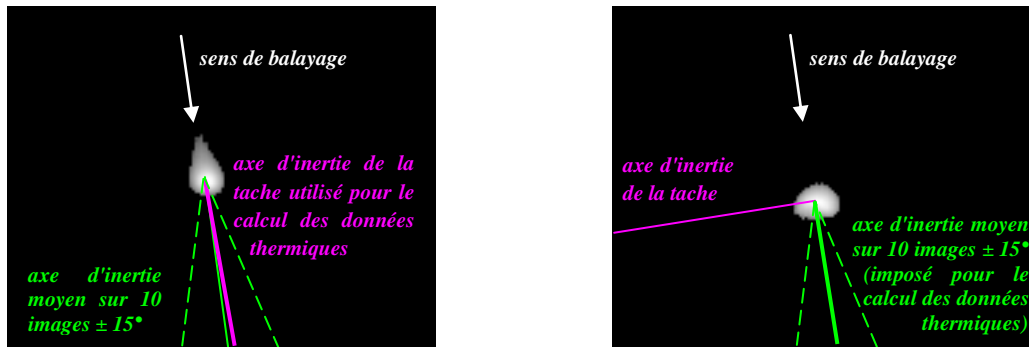 sens de balayage
axe d'inertie de la
tache utilisé pour le
calcul des données
thermiques
axe d'inertie
moyen sur 10
images ± 15°
sens de balayage
axe d'inertie
de la tache
axe d'inertie moyen
sur 10 images ± 15°
(imposé pour le
calcul des données
thermiques)